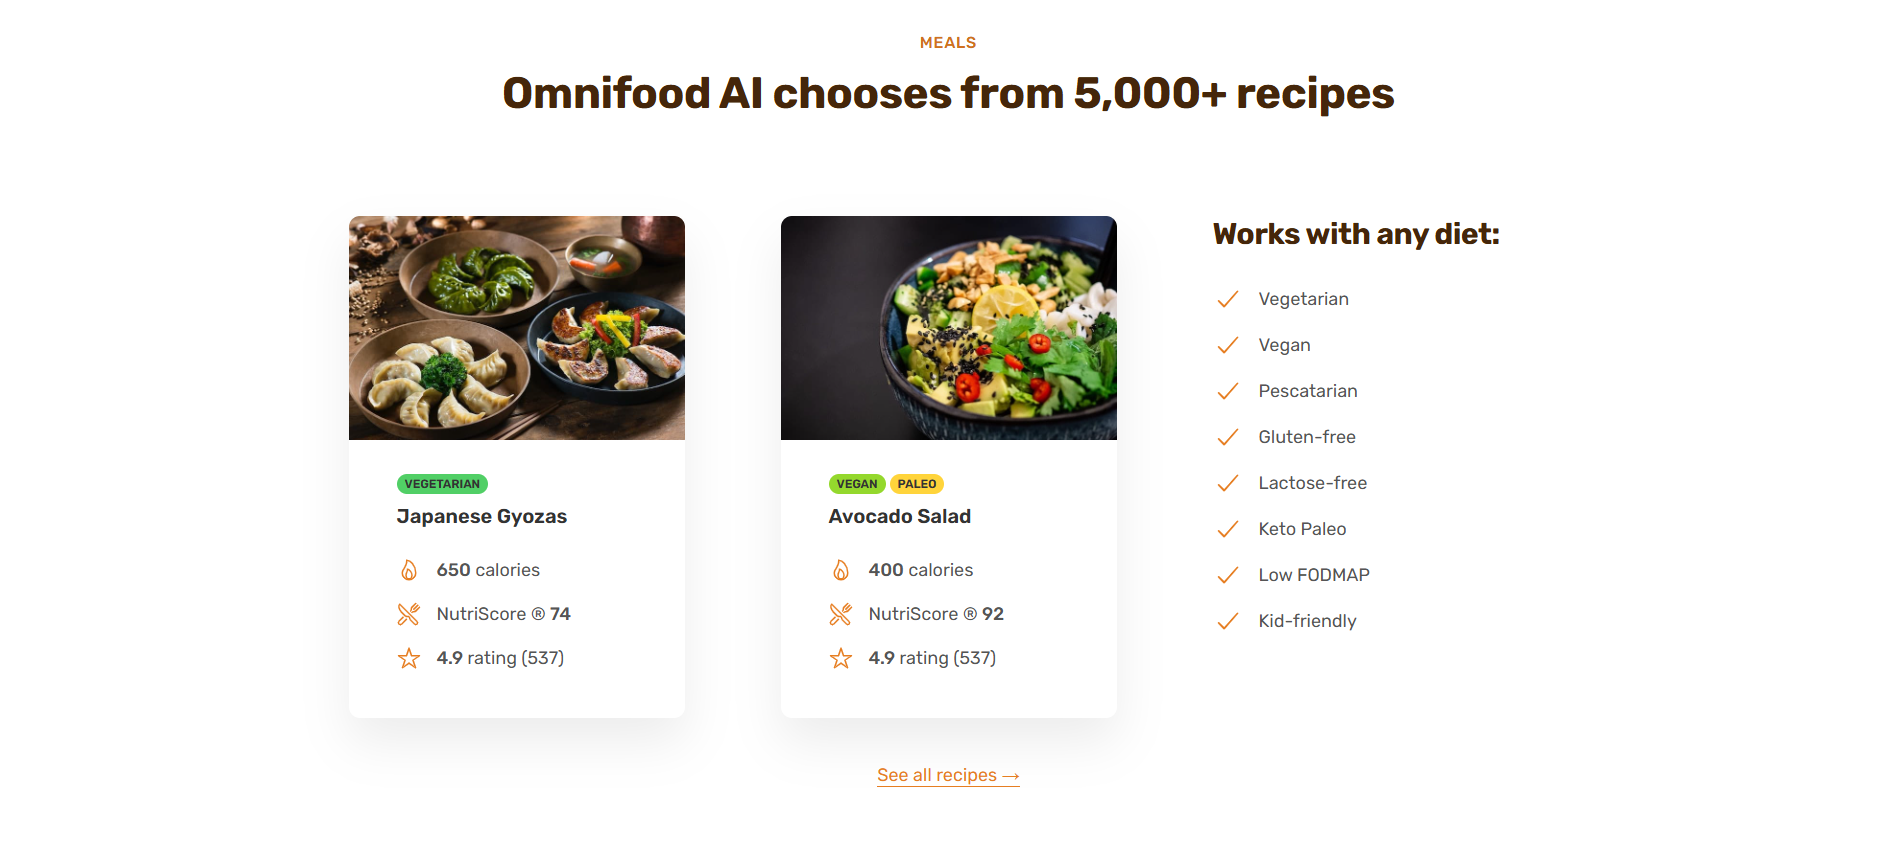 MEALS
Omnifood AI chooses from 5,000+ recipes
VEGETARIAN
Japanese Gyozas
650 calories
NutriScore ® 74
4.9 rating (537)
VEGAN PALEO
Avocado Salad
400 calories
NutriScore ® 92
4.9 rating (537)
Works with any diet:
Vegetarian
Vegan
Pescatarian
Gluten-free
Lactose-free
Keto Paleo
Low FODMAP
Kid-friendly
See all recipes →